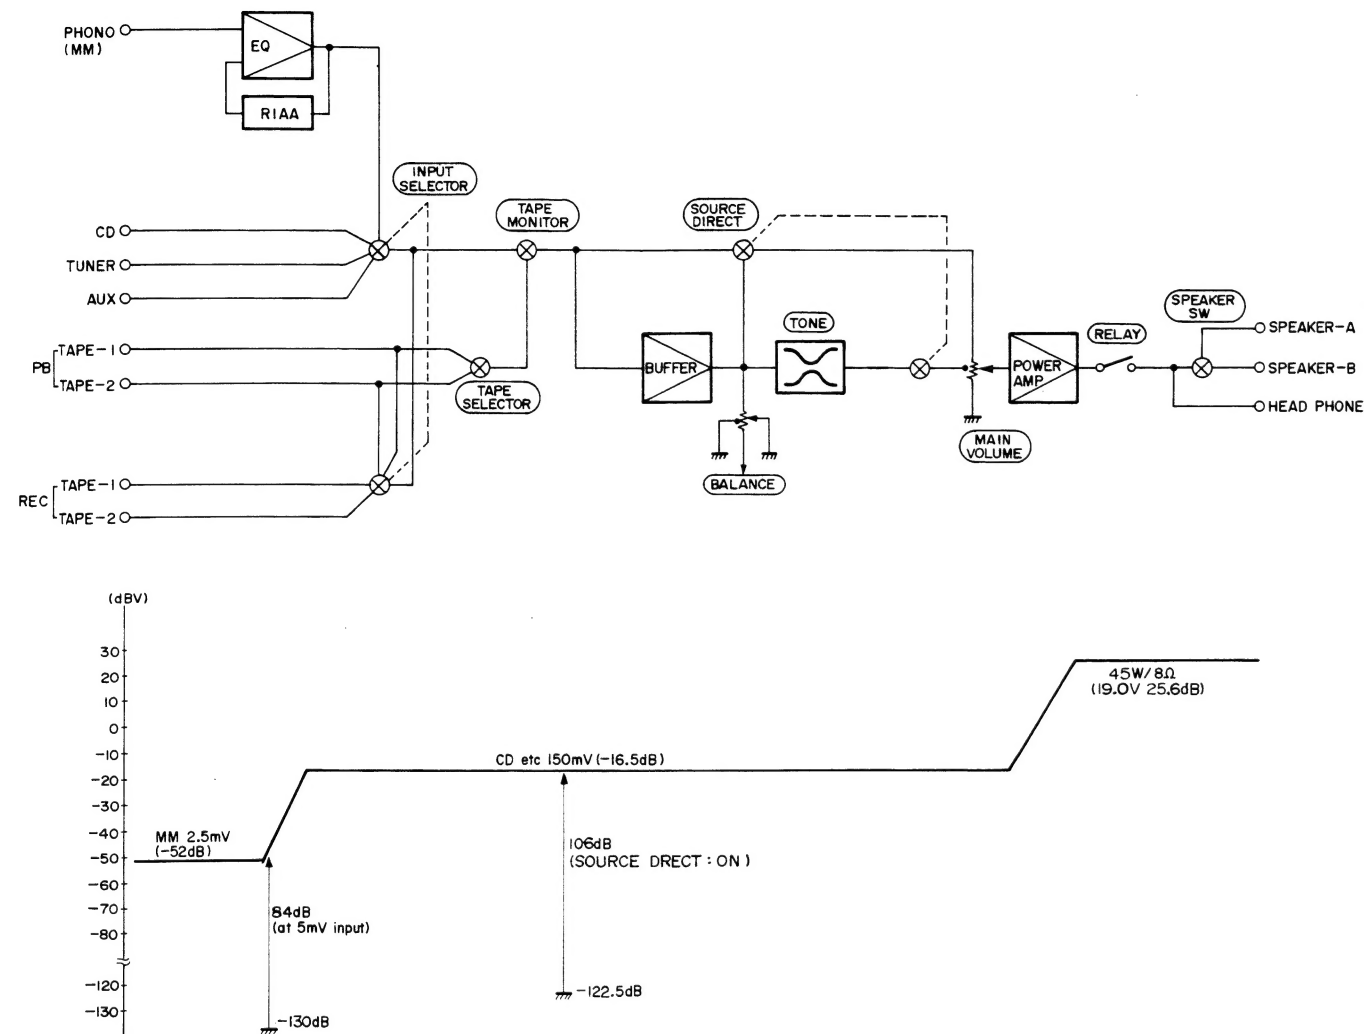 PHONO
(MM)
EQ
RIAA
INPUT
SELECTOR
TAPE
MONITOR
SOURCE
DIRECT
CD
TUNER
AUX
PB
TAPE-1
TAPE-2
TAPE
SELECTOR
BUFFER
TONE
POWER
AMP
RELAY
SPEAKER
SW
SPEAKER-A
SPEAKER-B
HEAD PHONE
MAIN
VOLUME
BALANCE
REC
TAPE-1
TAPE-2
(dBV)
30
20
10
0
-10
-20
-30
-40
-50
-60
-70
-80
-120
-130
MM 2.5mV
(-52dB)
84dB
(at 5mV input)
-130dB
CD etc 150mV (-16.5dB)
106dB
(SOURCE DRECT : ON )
-122.5dB
45W/8Ω
(19.0V 25.6dB)